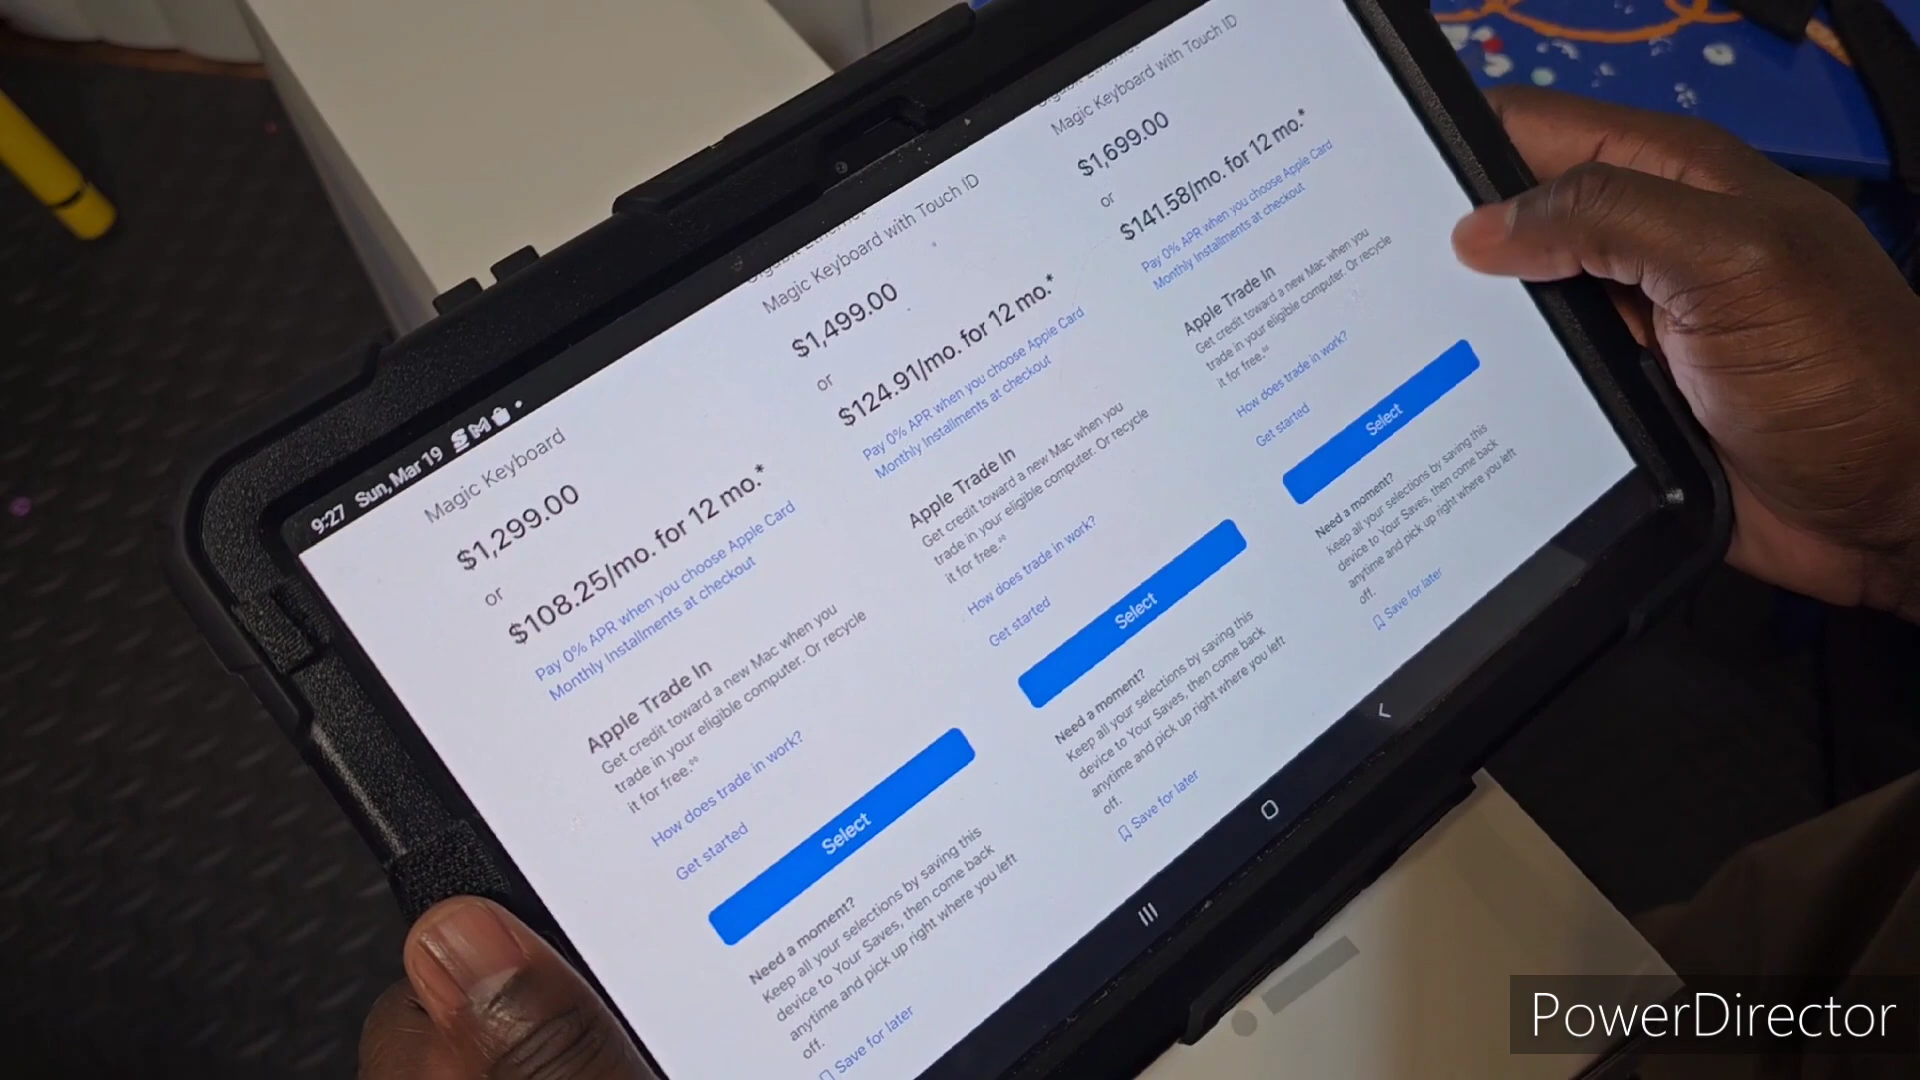 9:27 Sun, Mar 19
Magic Keyboard
$1,299.00
or
$108.25/mo. for 12 mo.*
Pay 0% APR when you choose Apple Card
Monthly Installments at checkout
Apple Trade In
Get credit toward a new Mac when you
trade in your eligible computer. Or recycle
it for free.
How does trade in work?
Get started
Select
Need a moment?
Keep all your selections by saving this
device to Your Saves, then come back
anytime and pick up right where you left
off.
Save for later
Magic Keyboard with Touch ID
$1,499.00
or
$124.91/mo. for 12 mo.*
Pay 0% APR when you choose Apple Card
Monthly Installments at checkout
Apple Trade In
Get credit toward a new Mac when you
trade in your eligible computer. Or recycle
it for free.
How does trade in work?
Get started
Select
Need a moment?
Keep all your selections by saving this
device to Your Saves, then come back
anytime and pick up right where you left
off.
Save for later
Magic Keyboard with Touch ID
$1,699.00
or
$141.58/mo. for 12 mo.*
Pay 0% APR when you choose Apple Card
Monthly Installments at checkout
Apple Trade In
Get credit toward a new Mac when you
trade in your eligible computer. Or recycle
it for free.
How does trade in work?
Get started
Select
Need a moment?
Keep all your selections by saving this
device to Your Saves, then come back
anytime and pick up right where you left
off.
Save for later
PowerDirector